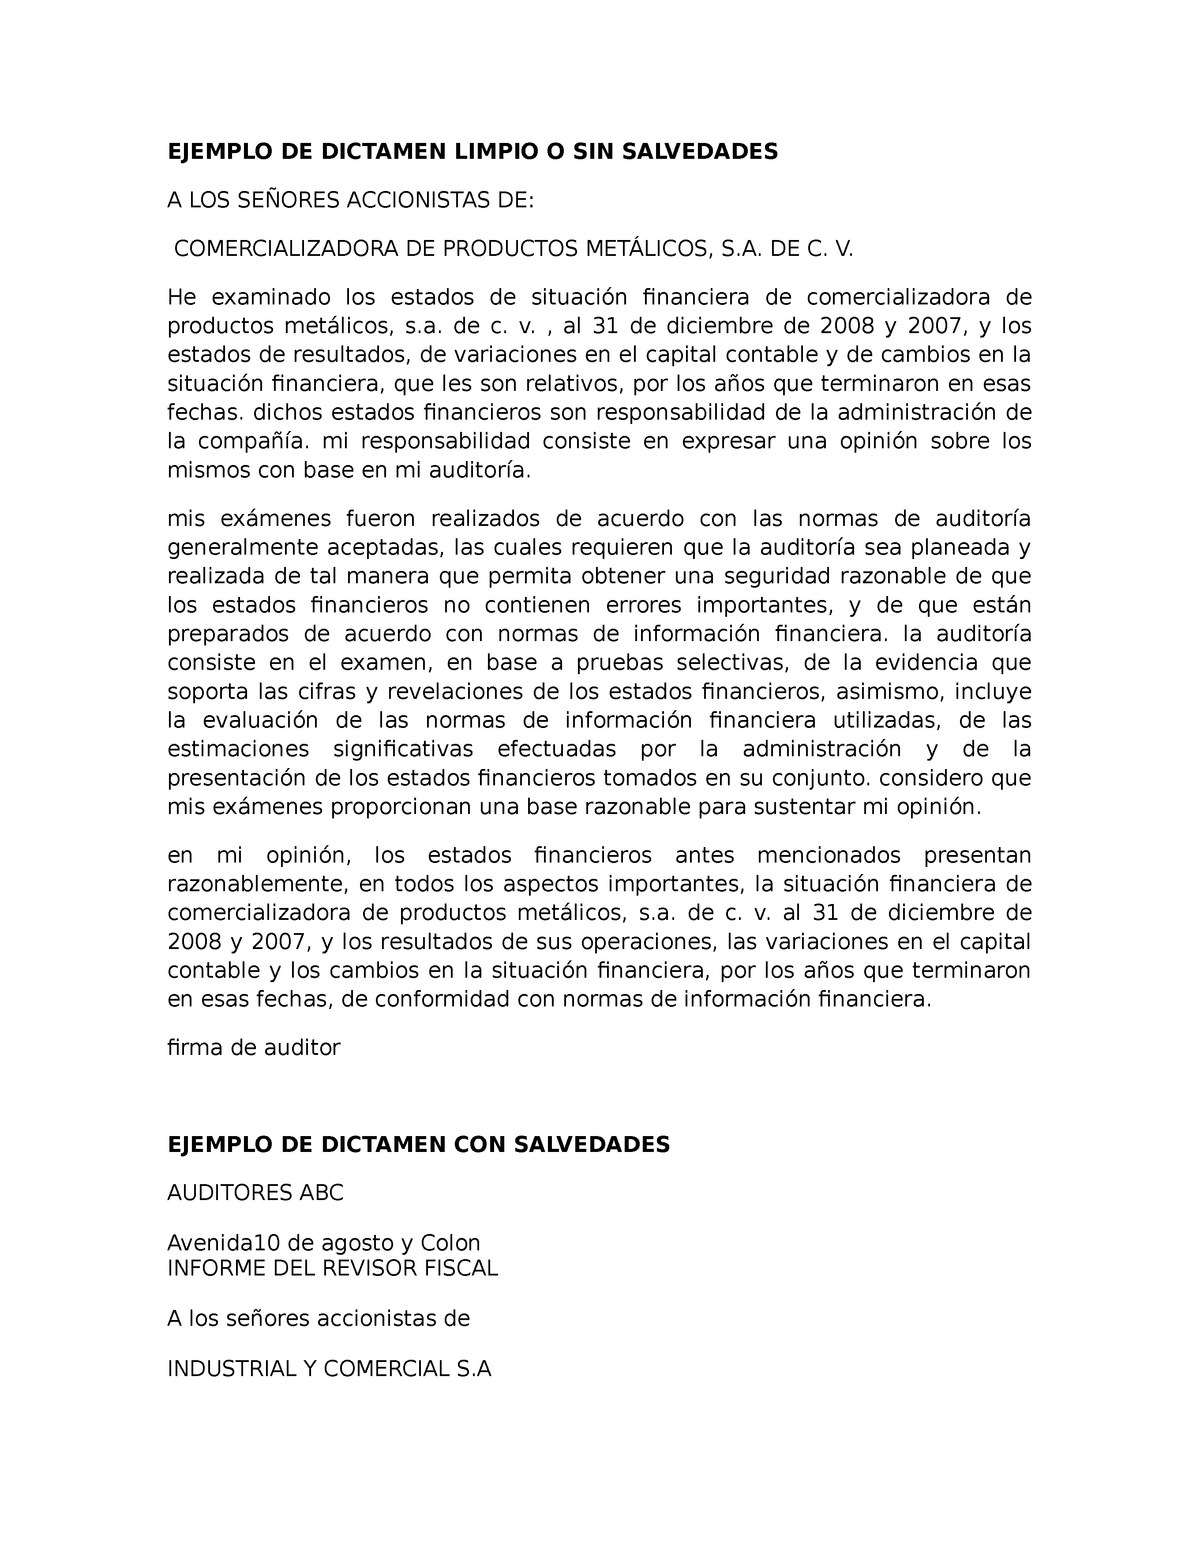 EJEMPLO DE DICTAMEN LIMPIO O SIN SALVEDADES
A LOS SEÑORES ACCIONISTAS DE:
COMERCIALIZADORA DE PRODUCTOS METÁLICOS, S.A. DE C. V.
He examinado los estados de situación financiera de comercializadora de
productos metálicos, s.a. de c. v. , al 31 de diciembre de 2008 y 2007, y los
estados de resultados, de variaciones en el capital contable y de cambios en la
situación financiera, que les son relativos, por los años que terminaron en esas
fechas. dichos estados financieros son responsabilidad de la administración de
la compañía. mi responsabilidad consiste en expresar una opinión sobre los
mismos con base en mi auditoría.
mis exámenes fueron realizados de acuerdo con las normas de auditoría
generalmente aceptadas, las cuales requieren que la auditoría sea planeada y
realizada de tal manera que permita obtener una seguridad razonable de que
los estados financieros no contienen errores importantes, y de que están
preparados de acuerdo con normas de información financiera. la auditoría
consiste en el examen, en base a pruebas selectivas, de la evidencia que
soporta las cifras y revelaciones de los estados financieros, asimismo, incluye
la evaluación de las normas de información financiera utilizadas, de las
estimaciones significativas efectuadas por la administración y de la
presentación de los estados financieros tomados en su conjunto. considero que
mis exámenes proporcionan una base razonable para sustentar mi opinión.
en mi opinión, los estados financieros antes mencionados presentan
razonablemente, en todos los aspectos importantes, la situación financiera de
comercializadora de productos metálicos, s.a. de c. v. al 31 de diciembre de
2008 y 2007, y los resultados de sus operaciones, las variaciones en el capital
contable y los cambios en la situación financiera, por los años que terminaron
en esas fechas, de conformidad con normas de información financiera.
firma de auditor
EJEMPLO DE DICTAMEN CON SALVEDADES
AUDITORES ABC
Avenida10 de agosto y Colon
INFORME DEL REVISOR FISCAL
A los señores accionistas de
INDUSTRIAL Y COMERCIAL S.A